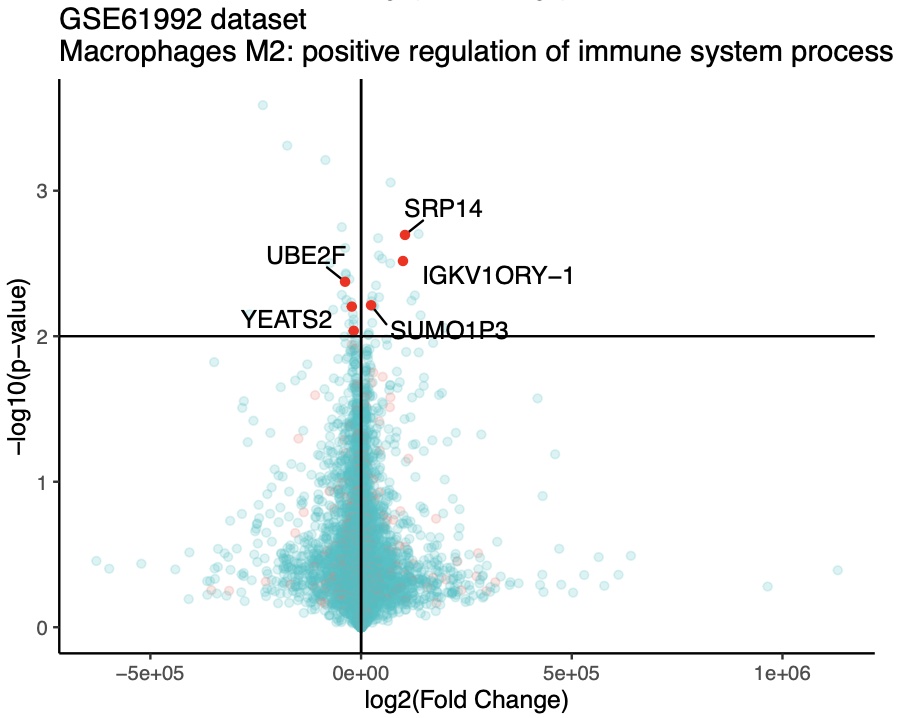 GSE61992 dataset
Macrophages M2: positive regulation of immune system process
3
SRP14
UBE2F
IGKV1ORY−1
YEATS2
SUMO1P3
2
−log10(p−value)
1
0
−5e+05 0e+00 5e+05 1e+06
log2(Fold Change)